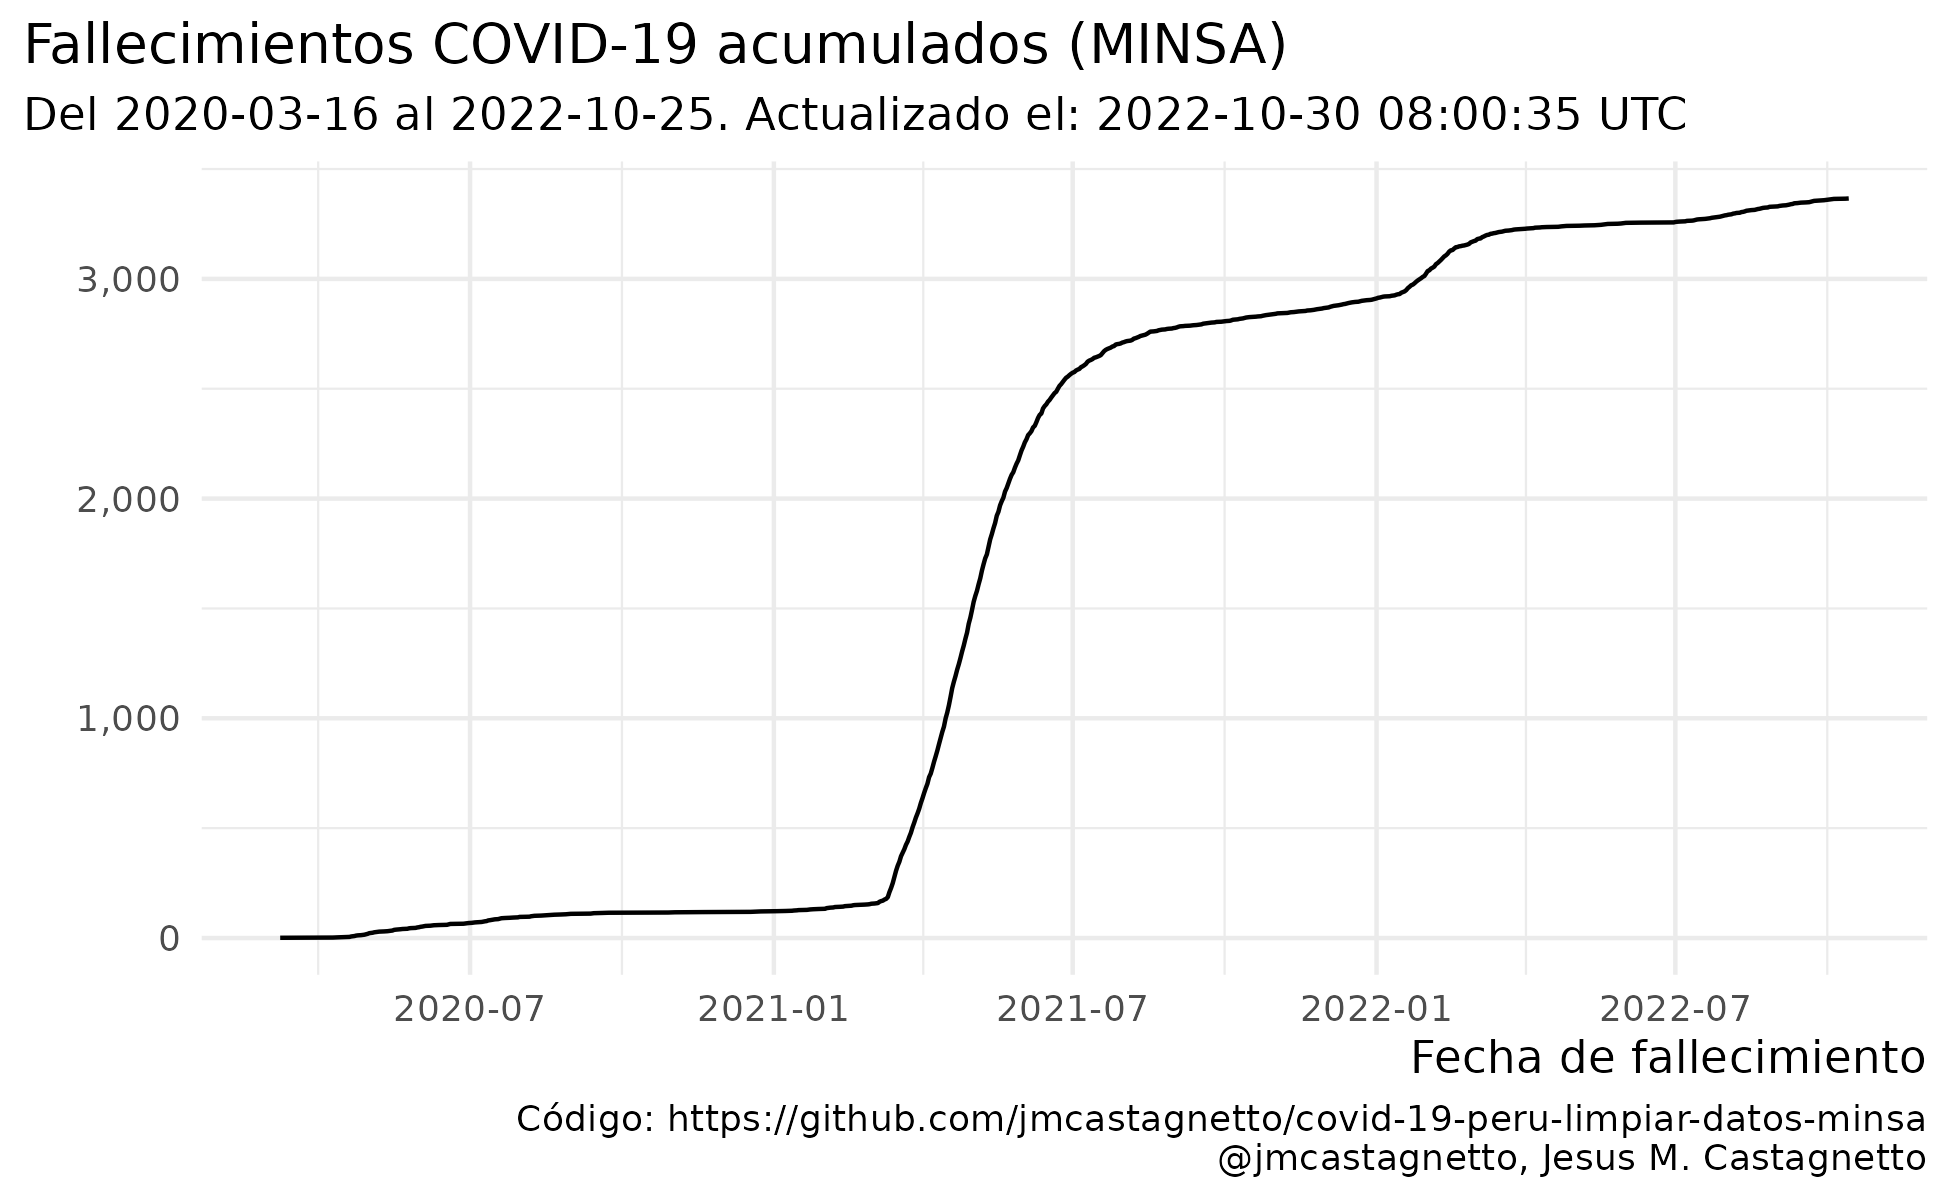 Fallecimientos COVID-19 acumulados (MINSA)
Del 2020-03-16 al 2022-10-25. Actualizado el: 2022-10-30 08:00:35 UTC
3,000
2,000
1,000
0
2020-07 2021-01 2021-07 2022-01 2022-07
Fecha de fallecimiento
Código: https://github.com/jmcastagnetto/covid-19-peru-limpiar-datos-minsa
@jmcastagnetto, Jesus M. Castagnetto